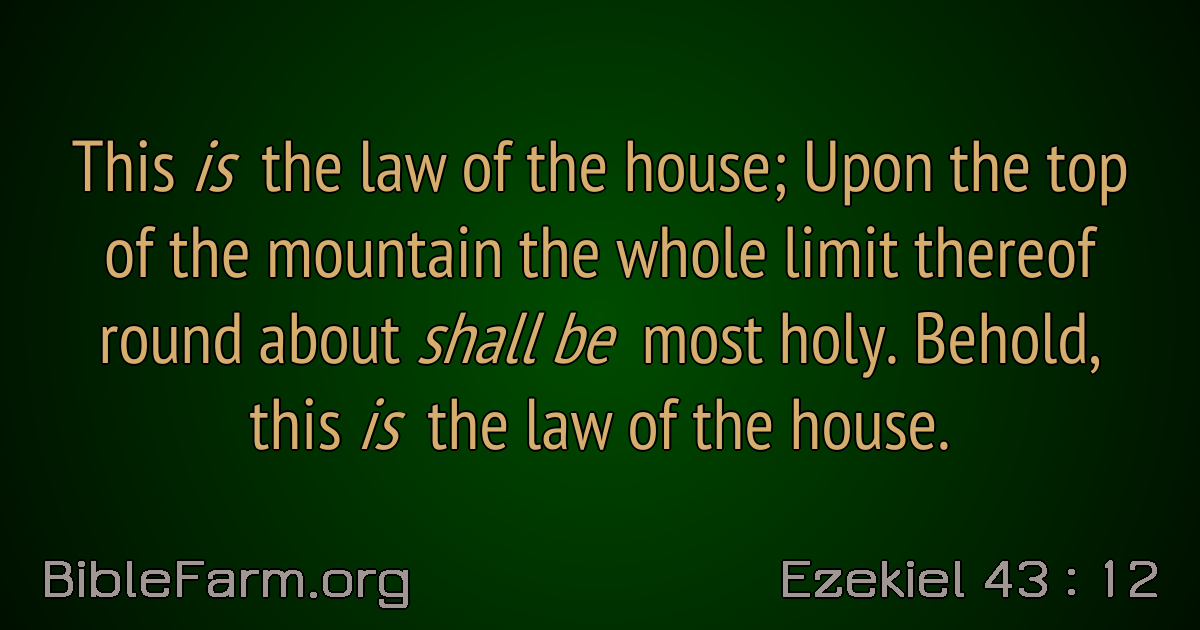 This is the law of the house; Upon the top
of the mountain the whole limit thereof
round about shall be most holy. Behold,
this is the law of the house.
BibleFarm.org
Ezekiel 43 : 12